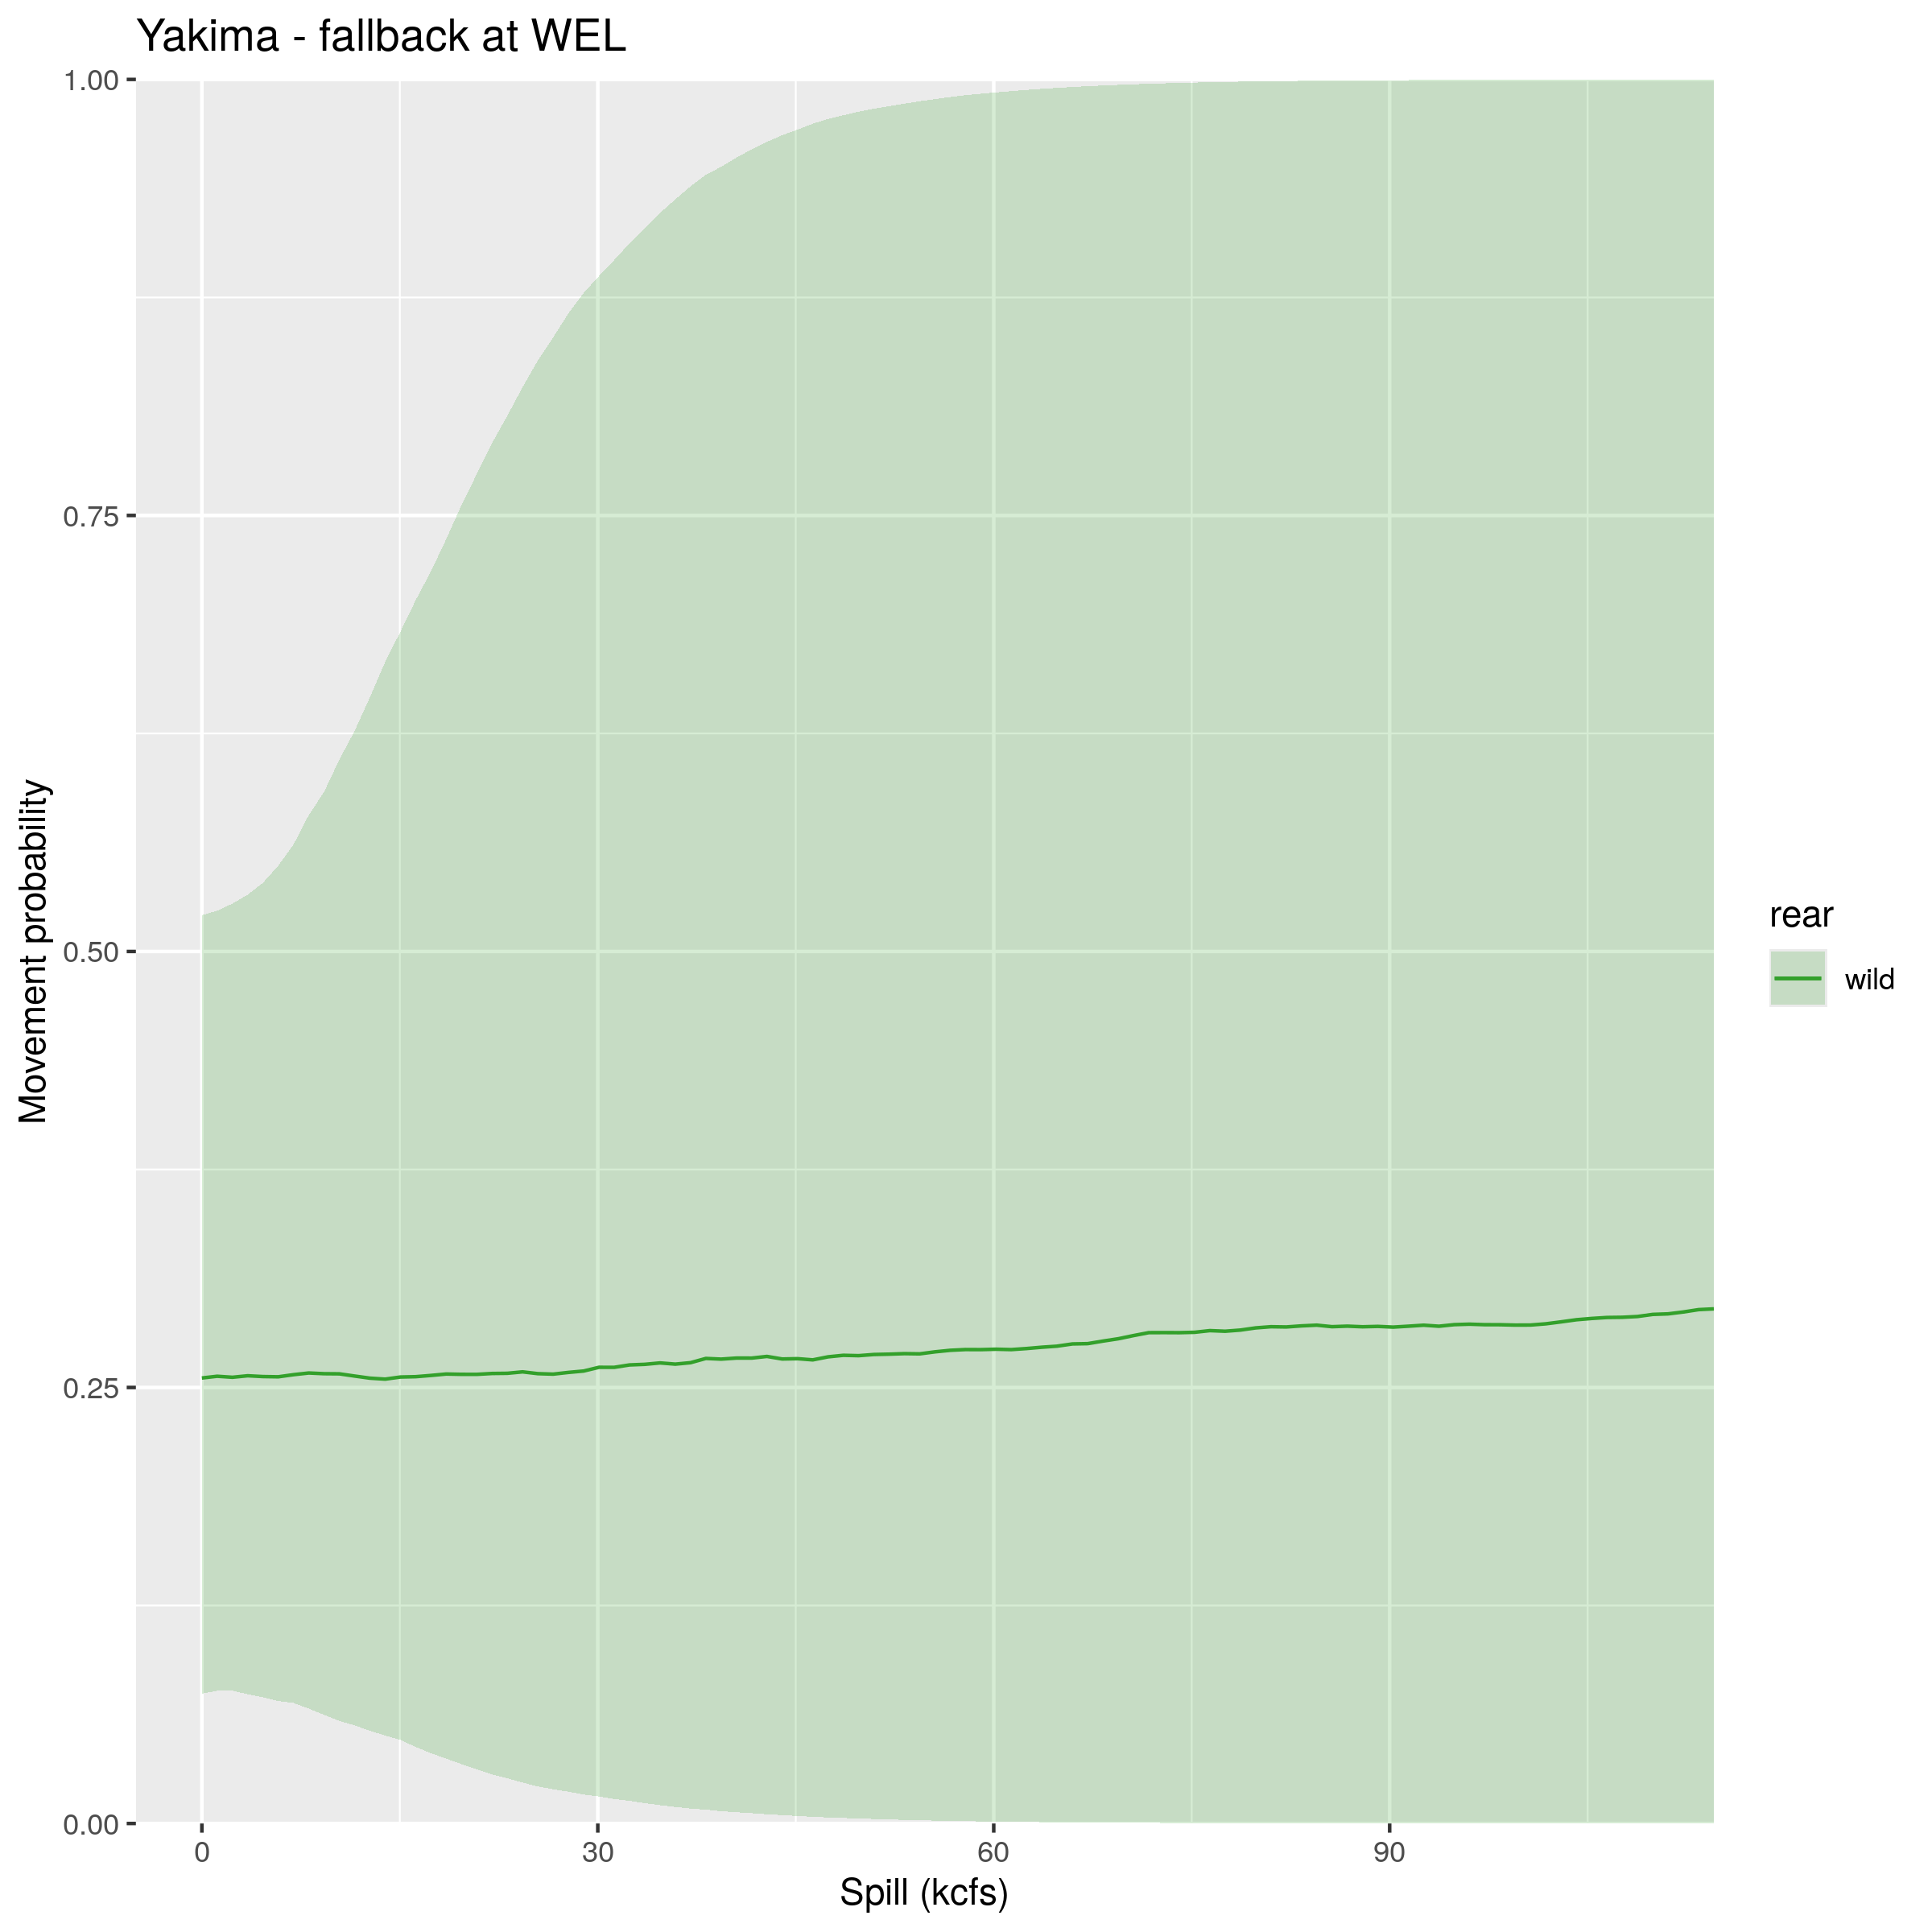 Yakima - fallback at WEL
1.00
0.75
0.50
0.25
0.00
Movement probability
0
30
60
90
Spill (kcfs)
rear
wild